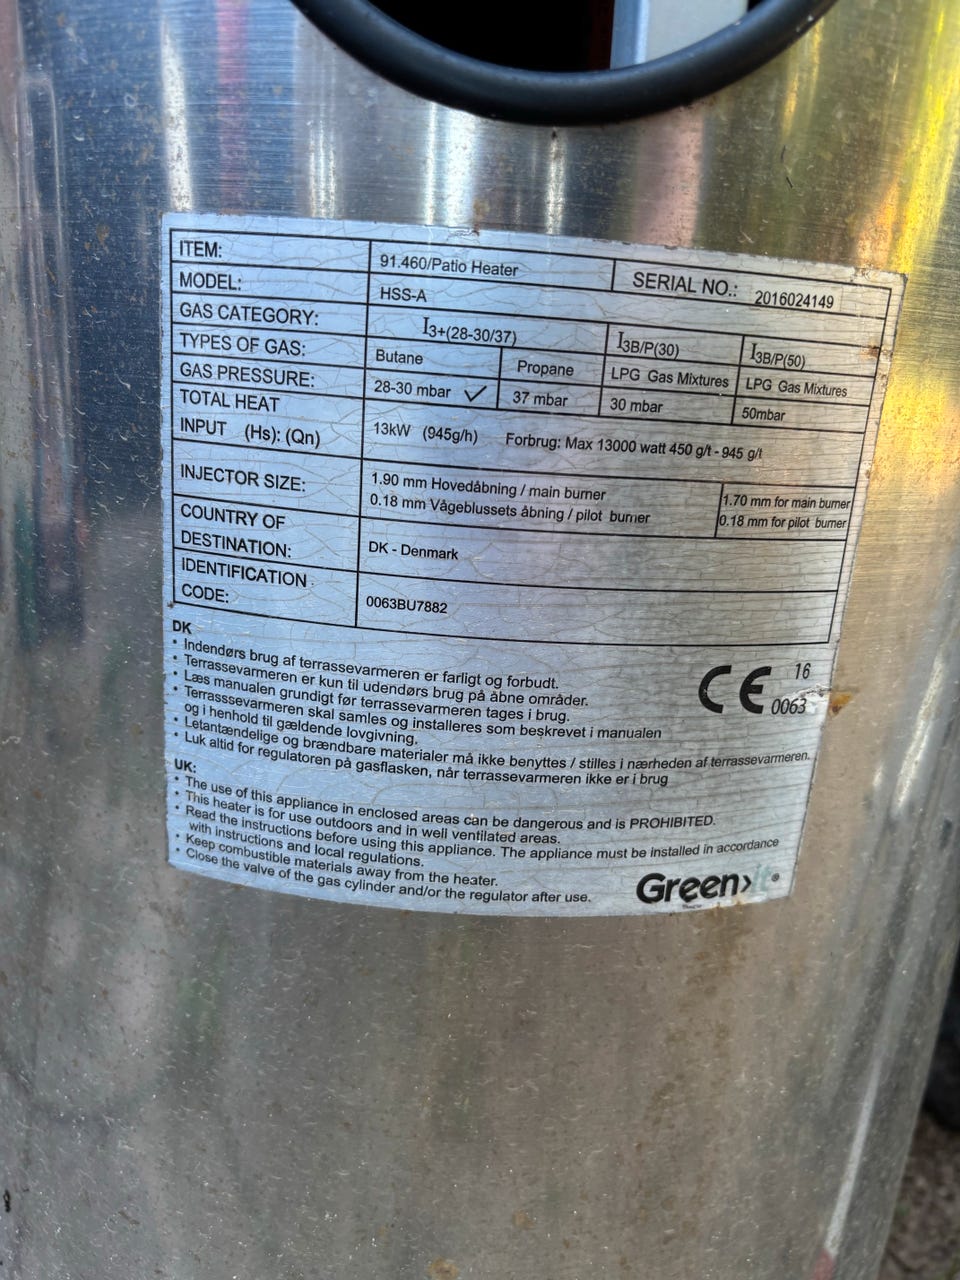 ITEM: 91.460/Patio Heater SERIAL NO.: 2016024149
MODEL: HSS-A
GAS CATEGORY: I3+(28-30/37) I3B/P(30) I3B/P(50)
TYPES OF GAS: Butane Propane LPG Gas Mixtures LPG Gas Mixtures
GAS PRESSURE: 28-30 mbar ✓ 37 mbar 30 mbar 50mbar
TOTAL HEAT
INPUT (Hs): (Qn) 13kW (945g/h) Forbrug: Max 13000 watt 450 g/t - 945 g/t
INJECTOR SIZE: 1.90 mm Hovedåbning / main burner 1.70 mm for main burner
0.18 mm Vågeblussets åbning / pilot burner 0.18 mm for pilot burner
COUNTRY OF
DESTINATION: DK - Denmark
IDENTIFICATION
CODE: 0063BU7882
DK
• Indendørs brug af terrassevarmeren er farligt og forbudt.
• Terrassevarmeren er kun til udendørs brug på åbne områder.
• Læs manualen grundigt før terrassevarmeren tages i brug.
• Terrasssevarmeren skal samles og installeres som beskrevet i manualen
og i henhold til gældende lovgivning.
• Letantændelige og brændbare materialer må ikke benyttes / stilles i nærheden af terrassevarmeren.
• Luk altid for regulatoren på gasflasken, når terrassevarmeren ikke er i brug
CE 16
0063
UK:
• The use of this appliance in enclosed areas can be dangerous and is PROHIBITED.
• This heater is for use outdoors and in well ventilated areas.
• Read the instructions before using this appliance. The appliance must be installed in accordance
with instructions and local regulations.
• Keep combustible materials away from the heater.
• Close the valve of the gas cylinder and/or the regulator after use.
Green›it®